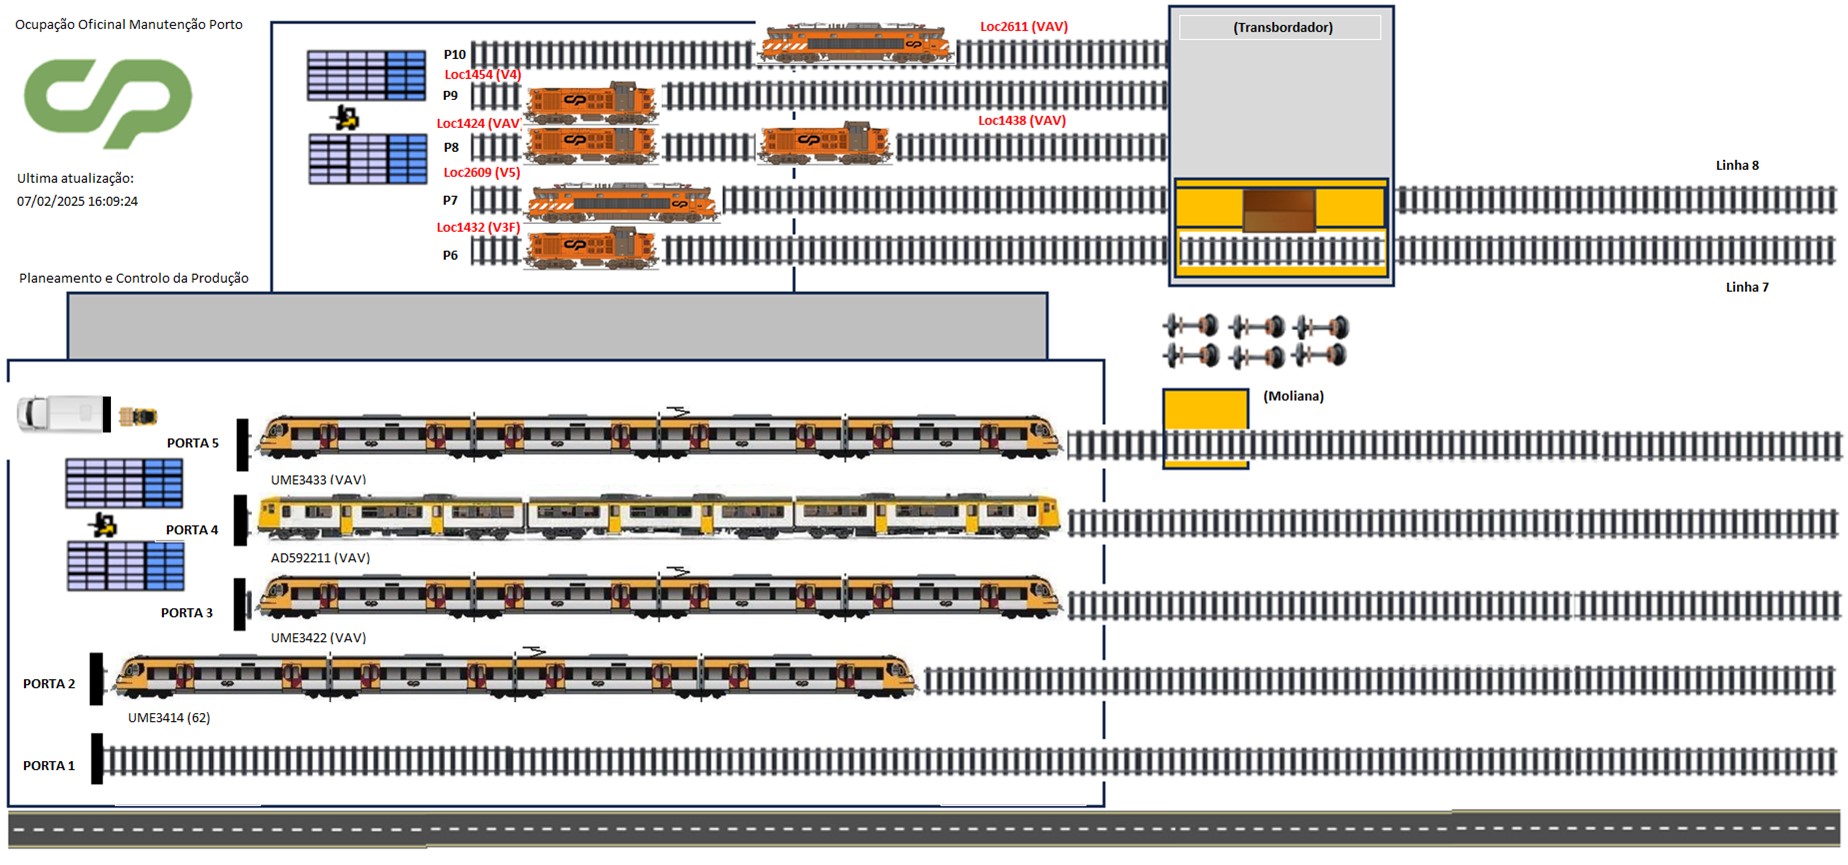 Ocupação Oficinal Manutenção Porto
CP
Ultima atualização:
07/02/2025 16:09:24
Planeamento e Controlo da Produção
P10
Loc2611 (VAV)
(Transbordador)
Loc1454 (V4)
P9
Loc1424 (VAV)
Loc1438 (VAV)
P8
Loc2609 (V5)
P7
Linha 8
Loc1432 (V3F)
P6
Linha 7
(Moliana)
PORTA 5
UME3433 (VAV)
PORTA 4
AD592211 (VAV)
PORTA 3
UME3422 (VAV)
PORTA 2
UME3414 (62)
PORTA 1